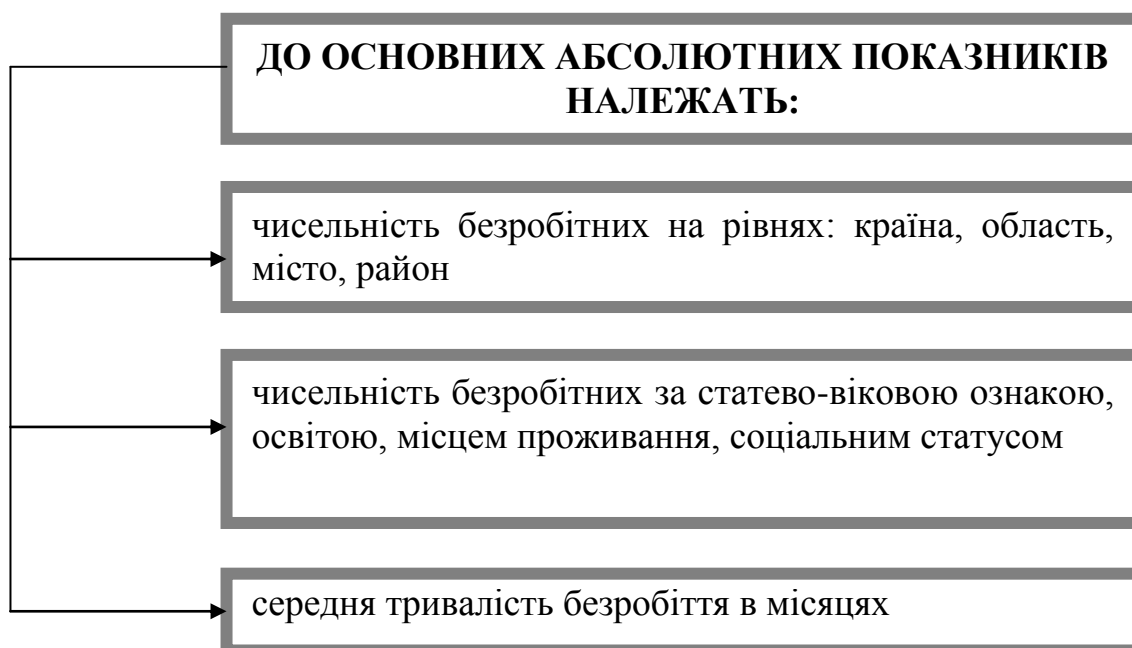 ДО ОСНОВНИХ АБСОЛЮТНИХ ПОКАЗНИКІВ
НАЛЕЖАТЬ:
чисельність безробітних на рівнях: країна, область,
місто, район
чисельність безробітних за статево-віковою ознакою,
освітою, місцем проживання, соціальним статусом
середня тривалість безробіття в місяцях